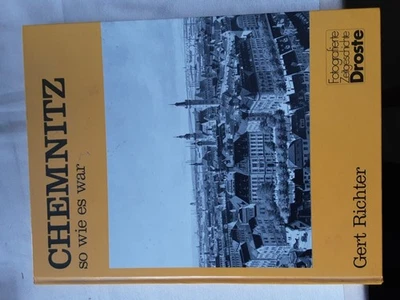 CHEMNITZ
so wie es war
Fotografierte
Zeitgeschichte
Droste
Gert Richter